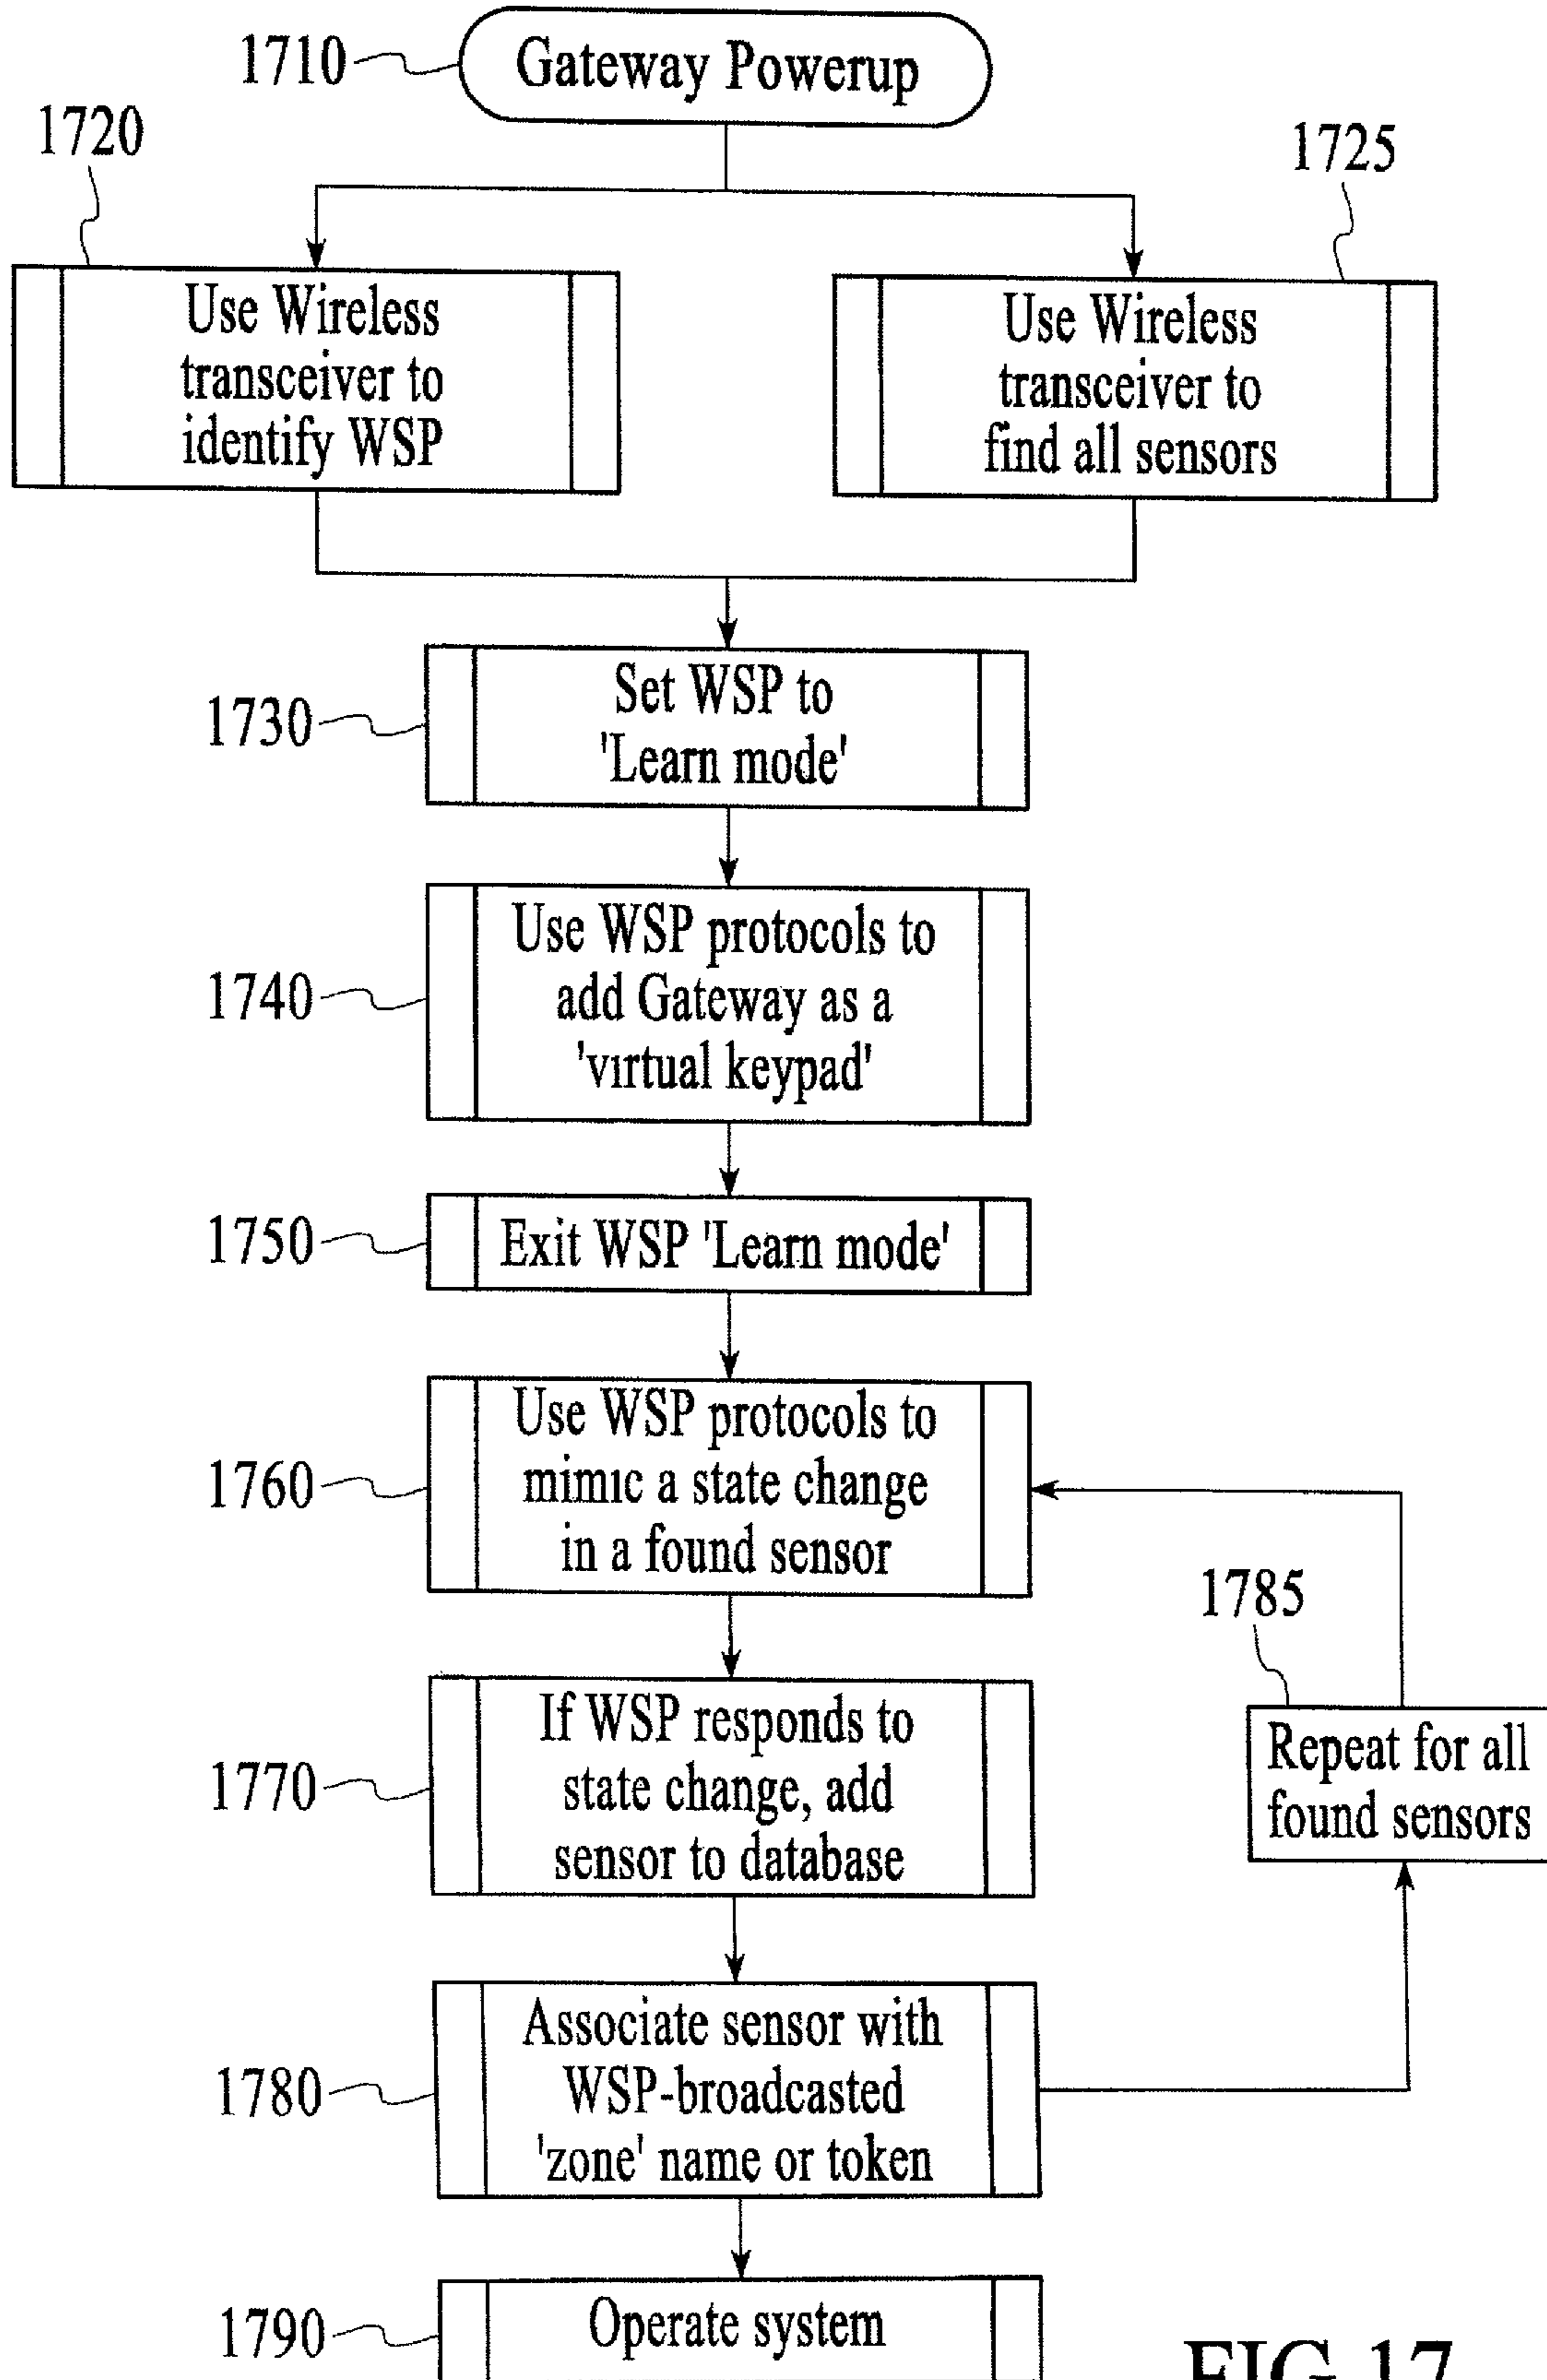 1710
Gateway Powerup
1720
1725
Use Wireless
transceiver to
identify WSP
Use Wireless
transceiver to
find all sensors
1730
Set WSP to
'Learn mode'
1740
Use WSP protocols to
add Gateway as a
'virtual keypad'
1750
Exit WSP 'Learn mode'
1760
Use WSP protocols to
mimic a state change
in a found sensor
1785
Repeat for all
found sensors
1770
If WSP responds to
state change, add
sensor to database
1780
Associate sensor with
WSP-broadcasted
'zone' name or token
1790
Operate system
FIG 17